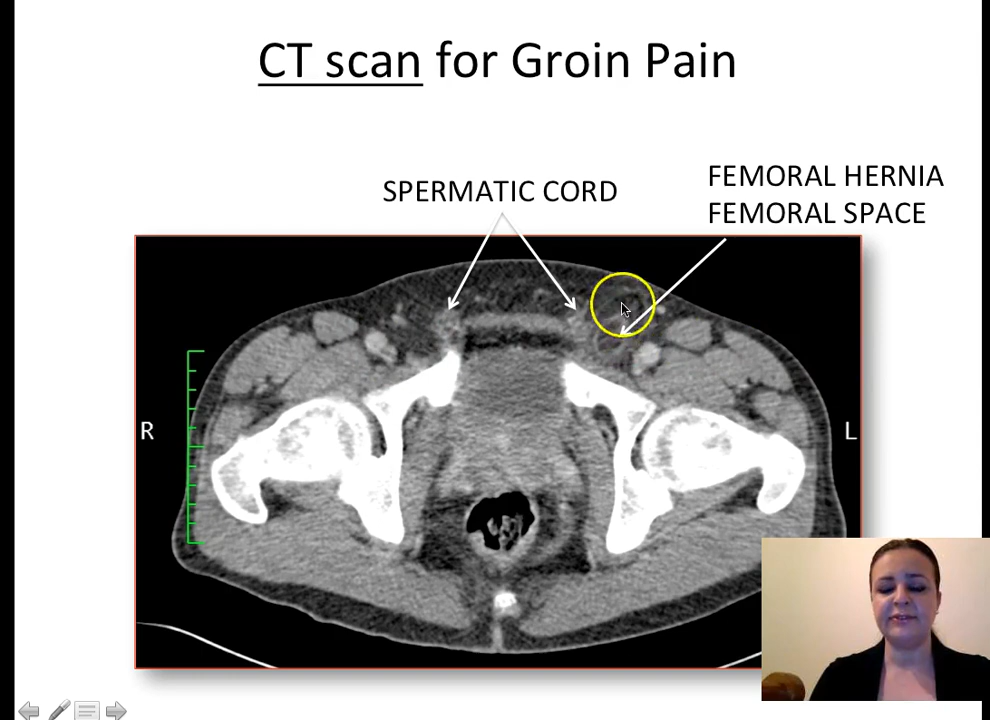 CT scan for Groin Pain
SPERMATIC CORD
FEMORAL HERNIA
FEMORAL SPACE
R
L